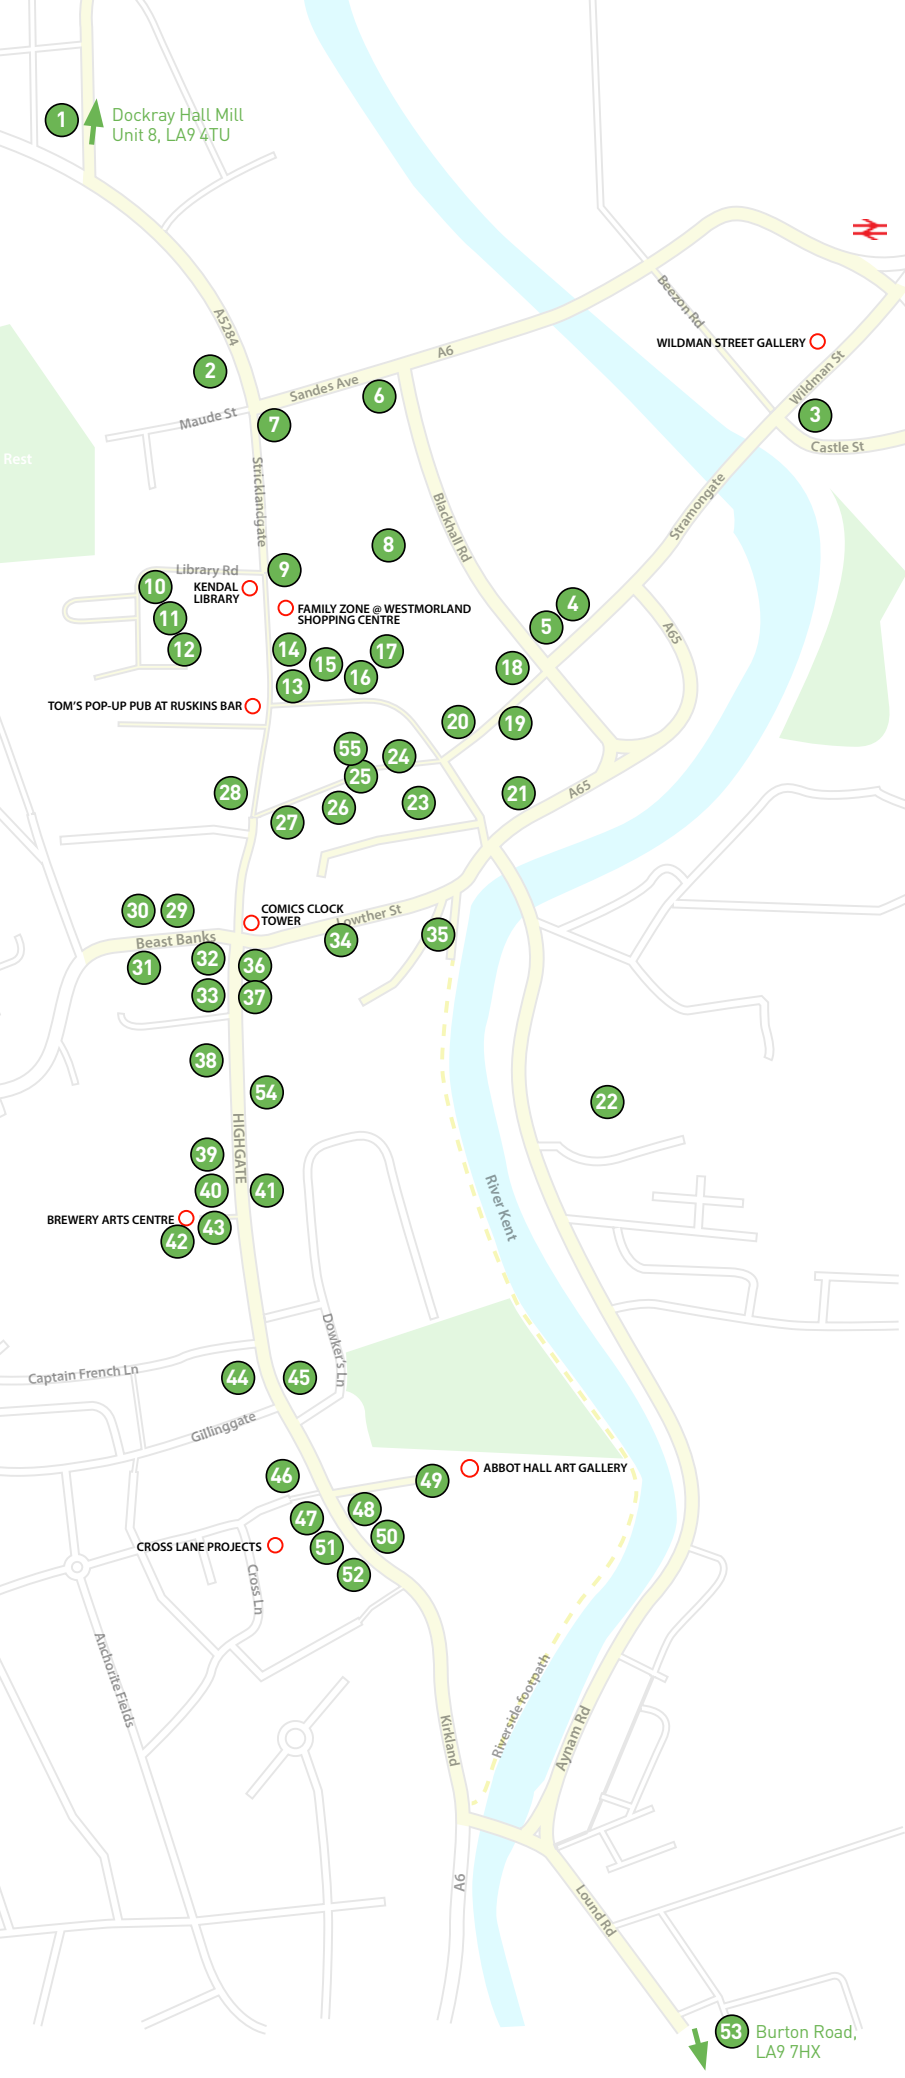 1
Dockray Hall Mill
Unit 8, LA9 4TU
A5284
Beezon Rd
WILDMAN STREET GALLERY
Wildman St
A6
2
Sandes Ave
6
3
Maude St
7
Castle St
Rest
Stricklandgate
Blackhall Rd
Stramongate
8
Library Rd
9
10
KENDAL
LIBRARY
4
FAMILY ZONE @ WESTMORLAND
SHOPPING CENTRE
11
5
A65
12
14
15
17
16
18
13
TOM'S POP-UP PUB AT RUSKINS BAR
20
19
55
24
25
28
26
23
21
A65
27
30
29
COMICS CLOCK
TOWER
Lowther St
Beast Banks
34
35
31
32
36
33
37
38
54
22
HIGHGATE
39
40
41
River Kent
BREWERY ARTS CENTRE
43
42
Dowker's Ln
Captain French Ln
44
45
Gillinggate
46
49
ABBOT HALL ART GALLERY
47
48
50
CROSS LANE PROJECTS
51
52
Cross Ln
Anchorite Fields
Riverside footpath
Kirkland
Aynam Rd
A6
Lound Rd
53
Burton Road,
LA9 7HX